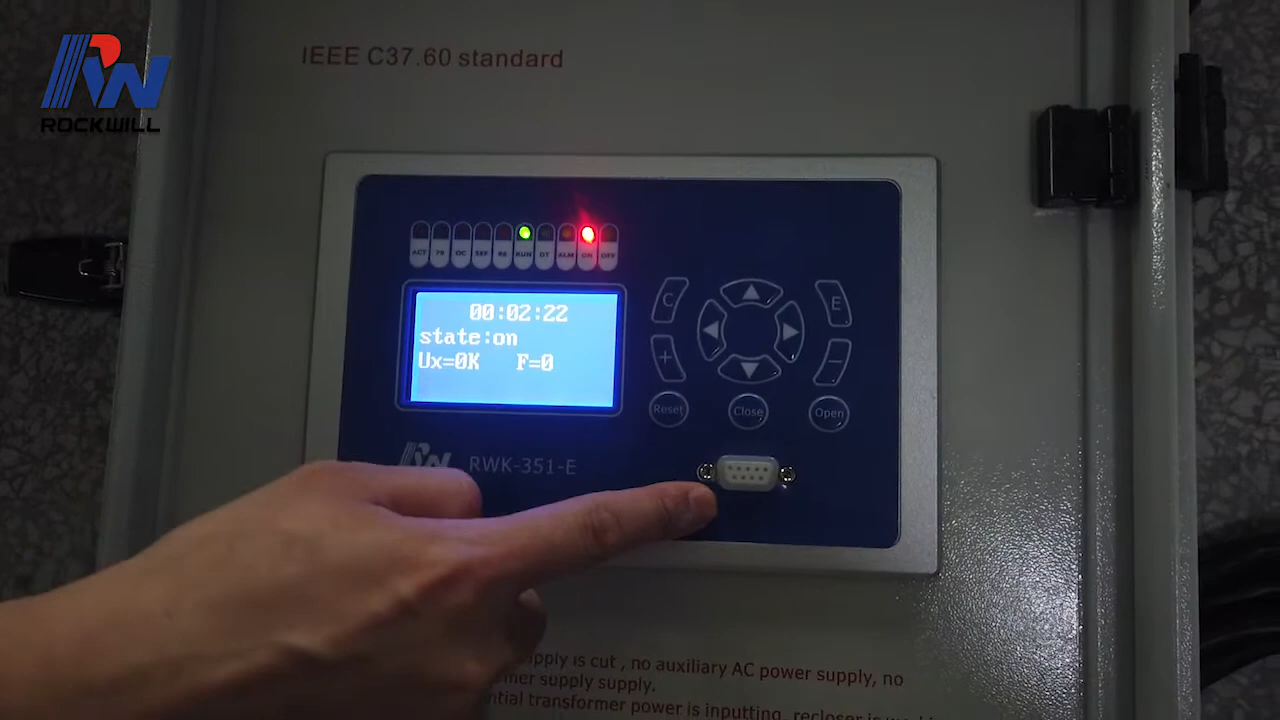 IEEE C37.60 standard
ROCKWILL
ACT 79 OC SEF 86 RUN DT ALM ON OFF
00:02:22
state:on
Ux=0K F=0
C E
+ −
Reset Close Open
RW RWK-351-E
upply is cut , no auxiliary AC power supply, no
mer supply supply.
ntial transformer power is inputting, recloser is